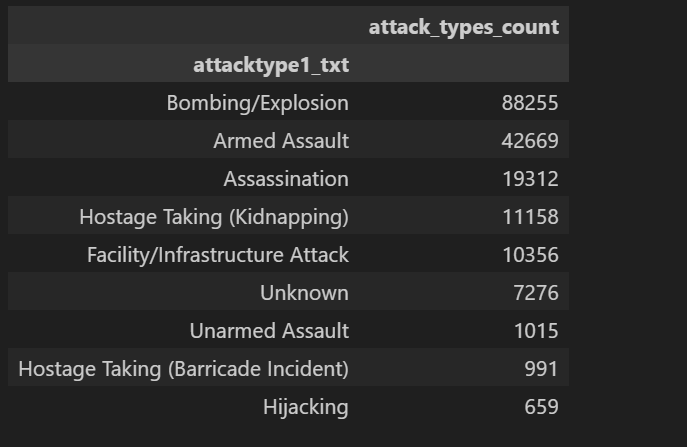 attack_types_count
attacktype1_txt
Bombing/Explosion 88255
Armed Assault 42669
Assassination 19312
Hostage Taking (Kidnapping) 11158
Facility/Infrastructure Attack 10356
Unknown 7276
Unarmed Assault 1015
Hostage Taking (Barricade Incident) 991
Hijacking 659